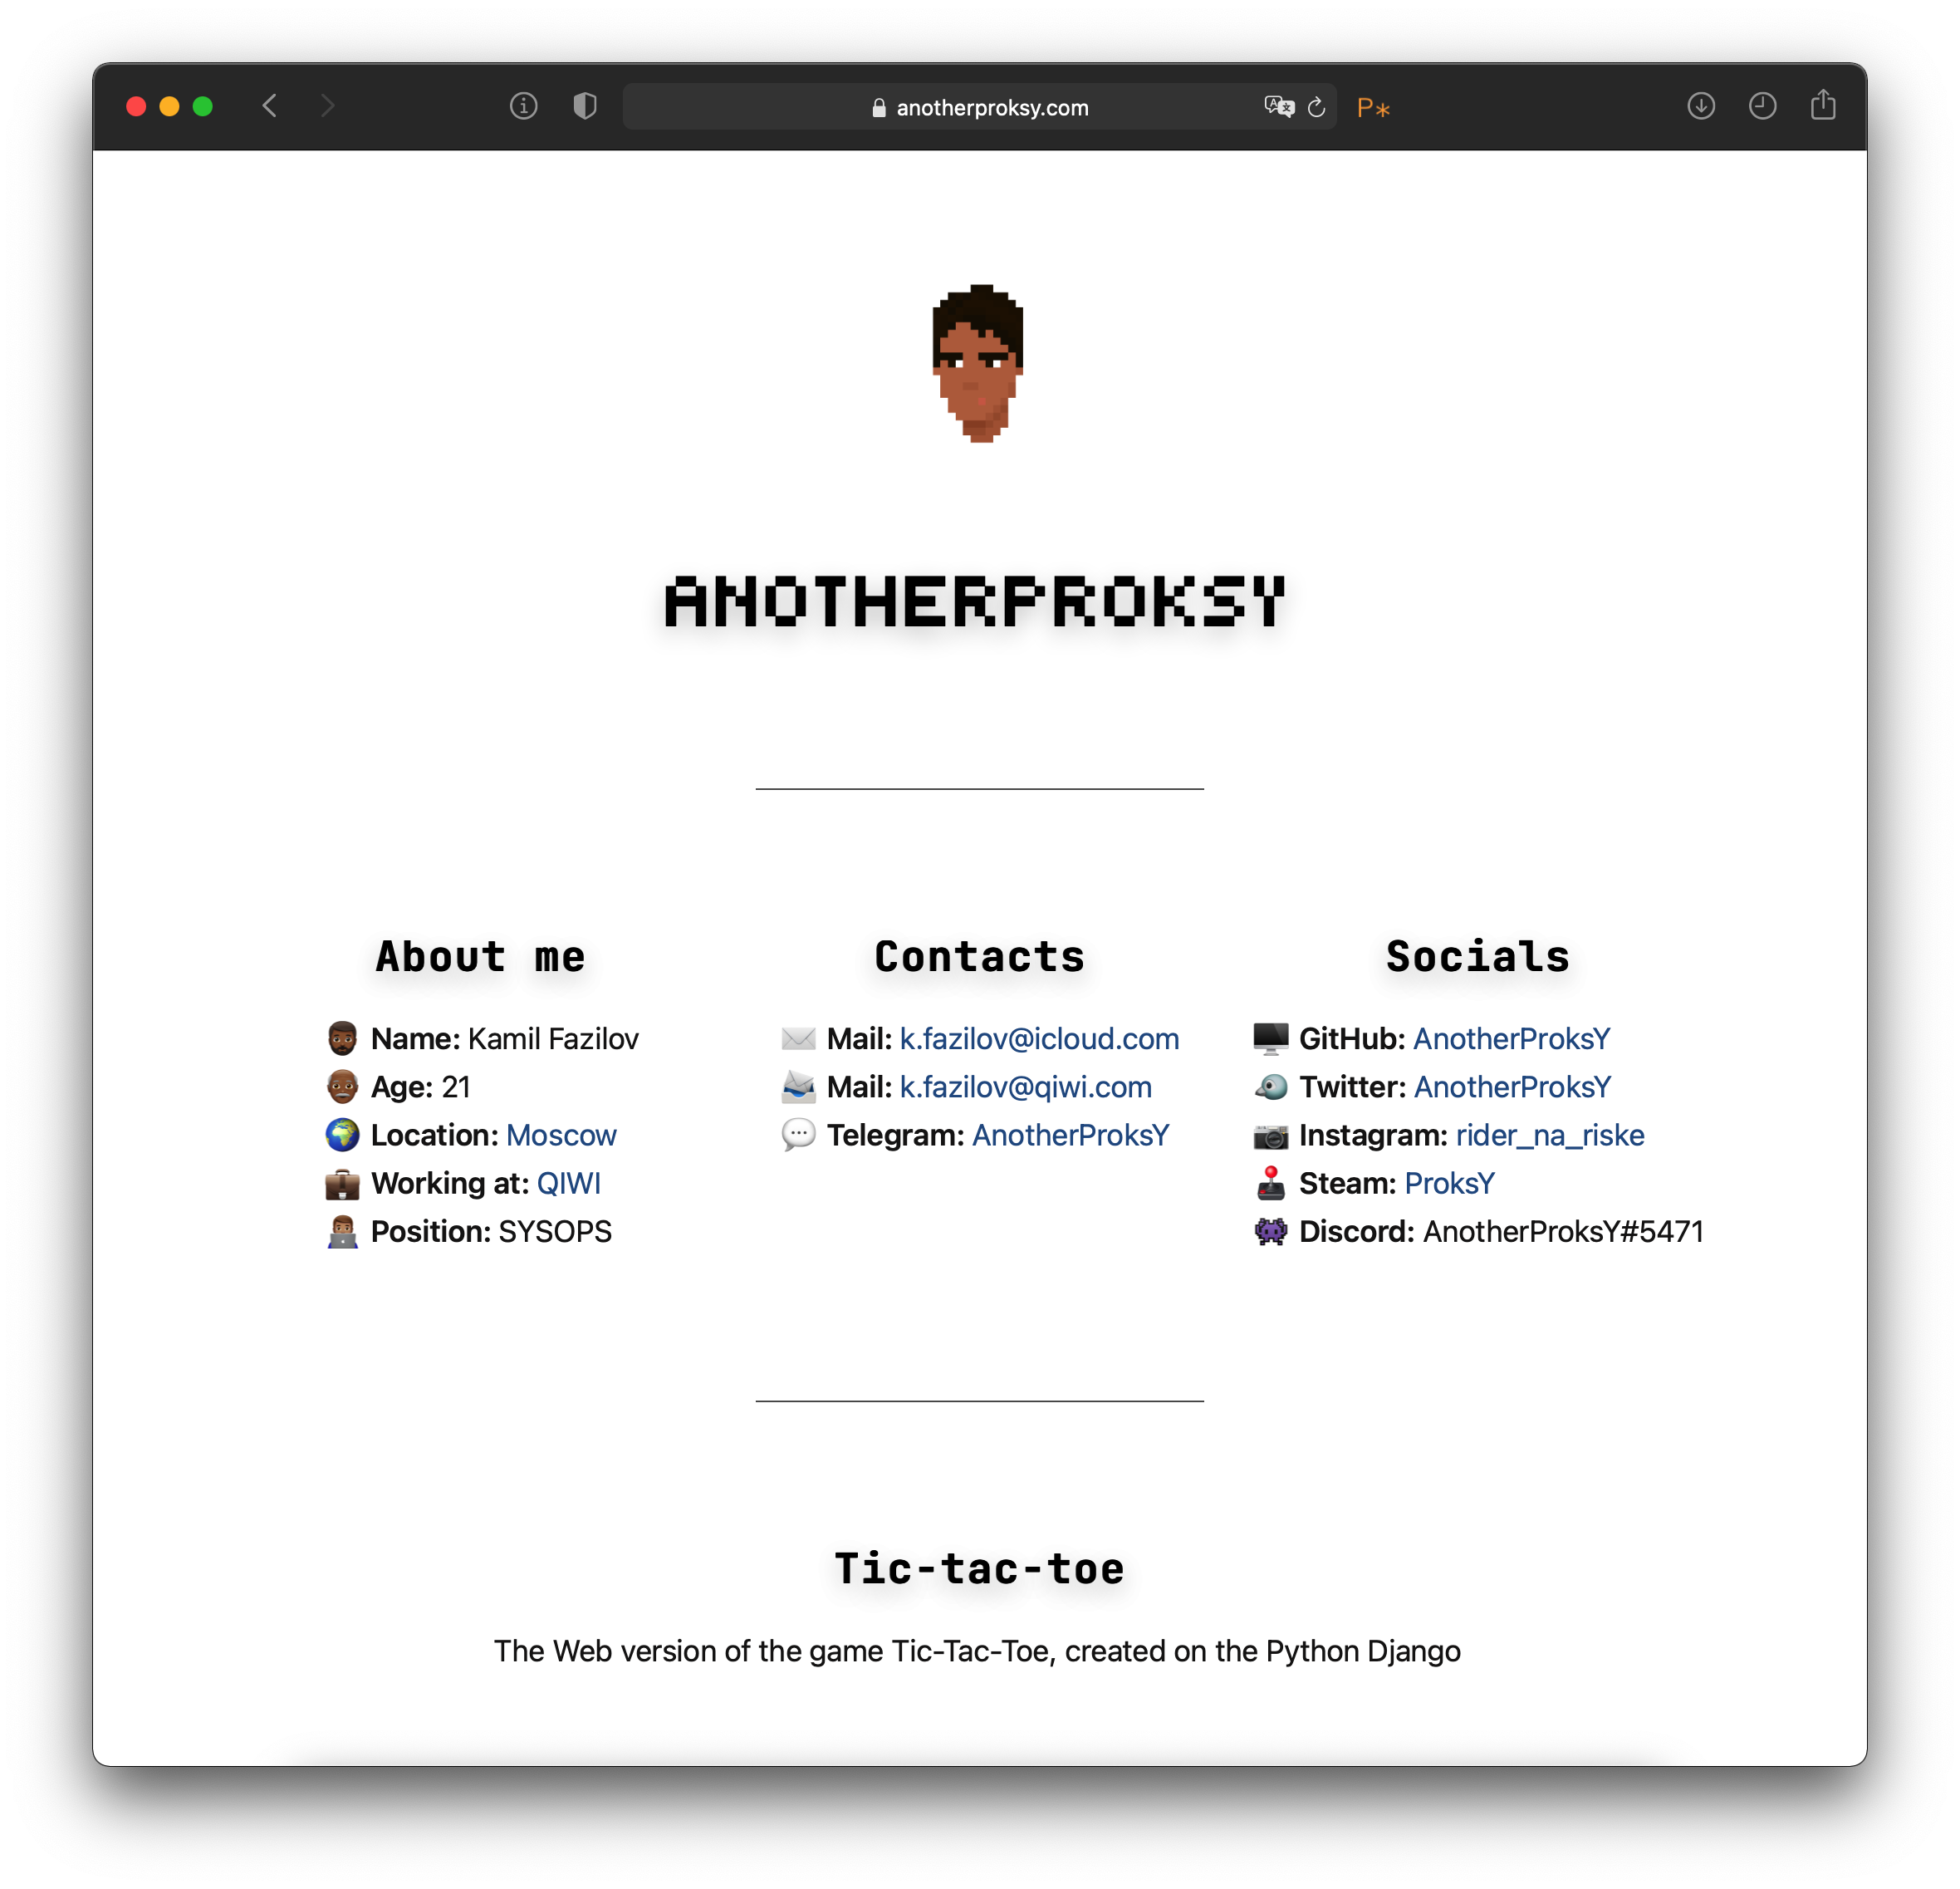 anotherproksy.com
P*
ANOTHERPROKSY
About me
Name: Kamil Fazilov
Age: 21
Location: Moscow
Working at: QIWI
Position: SYSOPS
Contacts
Mail: k.fazilov@icloud.com
Mail: k.fazilov@qiwi.com
Telegram: AnotherProksY
Socials
GitHub: AnotherProksY
Twitter: AnotherProksY
Instagram: rider_na_riske
Steam: ProksY
Discord: AnotherProksY#5471
Tic-tac-toe
The Web version of the game Tic-Tac-Toe, created on the Python Django